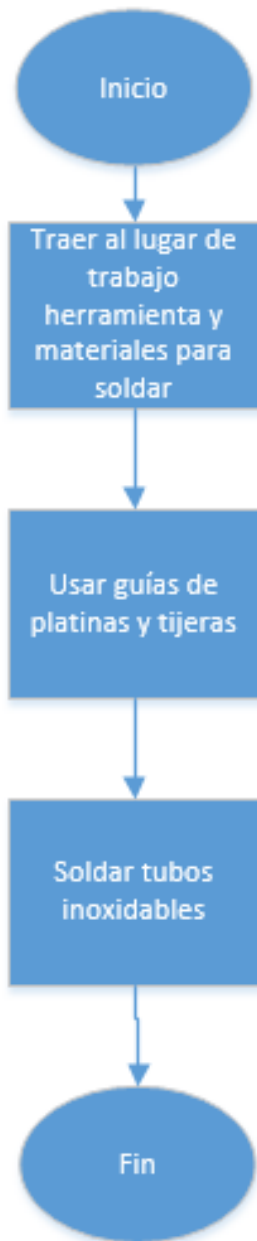 Inicio
Traer al lugar de
trabajo
herramienta y
materiales para
soldar
Usar guías de
platinas y tijeras
Soldar tubos
inoxidables
Fin